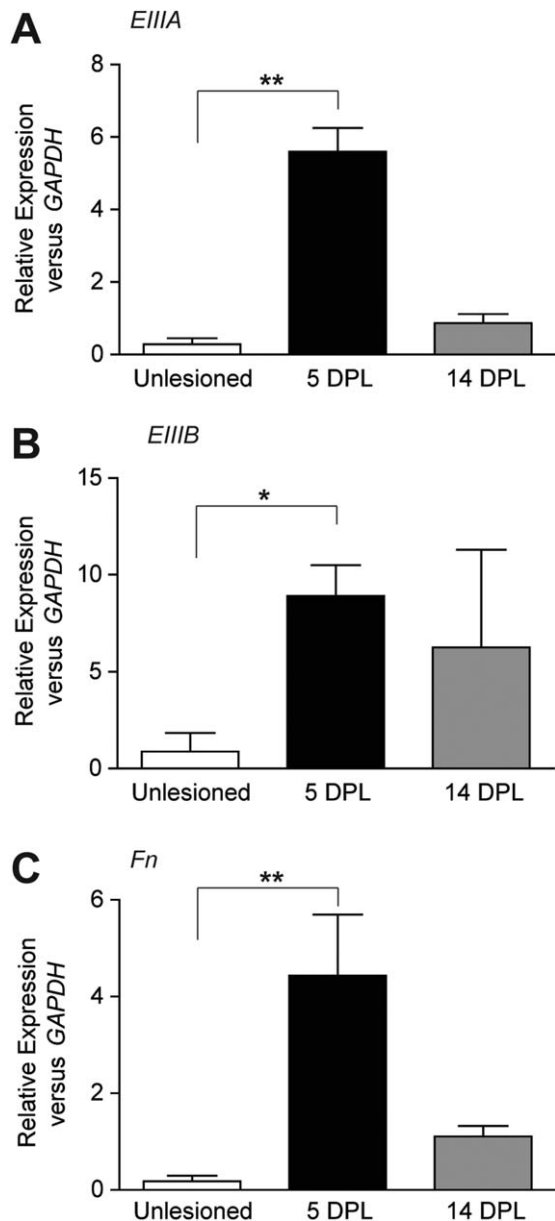 A
EIIIA
Relative Expression
versus GAPDH
8
6
4
2
0
**
Unlesioned 5 DPL 14 DPL
B
EIIIB
Relative Expression
versus GAPDH
15
10
5
0
*
Unlesioned 5 DPL 14 DPL
C
Fn
Relative Expression
versus GAPDH
6
4
2
0
**
Unlesioned 5 DPL 14 DPL